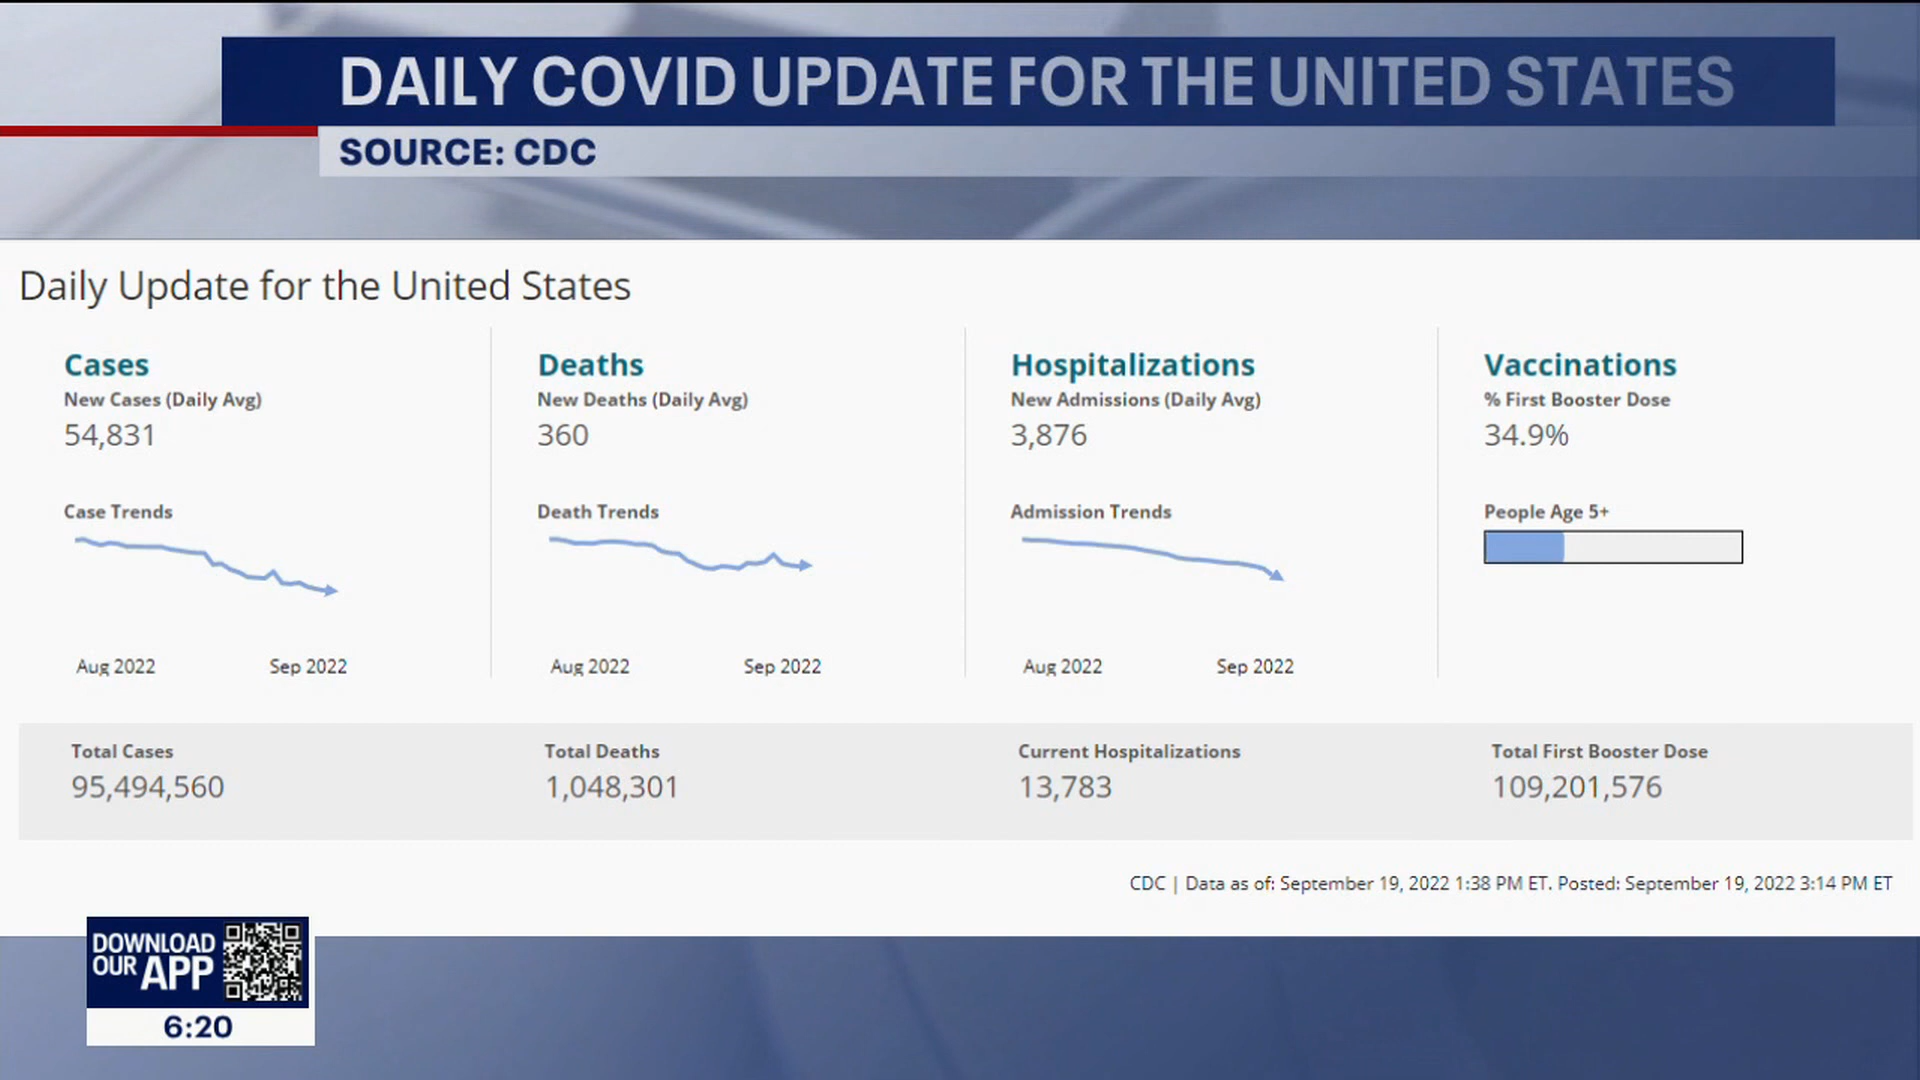 DAILY COVID UPDATE FOR THE UNITED STATES
SOURCE: CDC
Daily Update for the United States
Cases
New Cases (Daily Avg)
54,831
Case Trends
Aug 2022 Sep 2022
Deaths
New Deaths (Daily Avg)
360
Death Trends
Aug 2022 Sep 2022
Hospitalizations
New Admissions (Daily Avg)
3,876
Admission Trends
Aug 2022 Sep 2022
Vaccinations
% First Booster Dose
34.9%
People Age 5+
Total Cases
95,494,560
Total Deaths
1,048,301
Current Hospitalizations
13,783
Total First Booster Dose
109,201,576
CDC | Data as of: September 19, 2022 1:38 PM ET. Posted: September 19, 2022 3:14 PM ET
DOWNLOAD
OUR APP
6:20